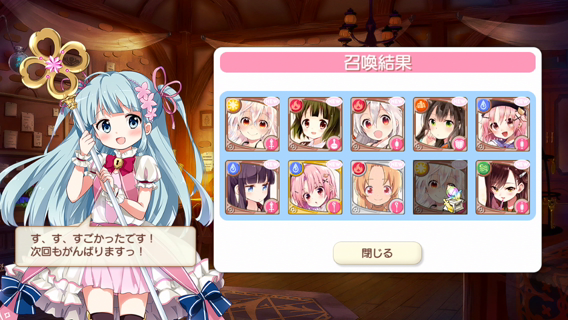 召喚結果
す、す、すごかったです！
次回もがんばりますっ！
閉じる